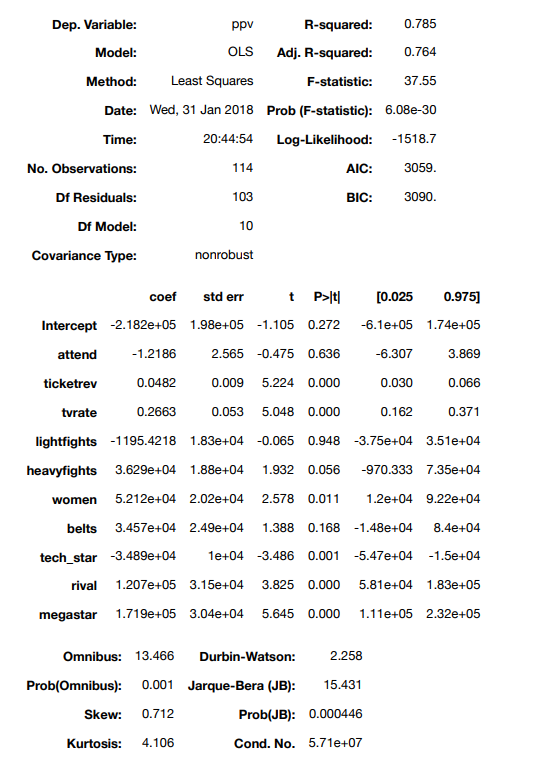 Dep. Variable: ppv R-squared: 0.785
Model: OLS Adj. R-squared: 0.764
Method: Least Squares F-statistic: 37.55
Date: Wed, 31 Jan 2018 Prob (F-statistic): 6.08e-30
Time: 20:44:54 Log-Likelihood: -1518.7
No. Observations: 114 AIC: 3059.
Df Residuals: 103 BIC: 3090.
Df Model: 10
Covariance Type: nonrobust
coef std err t P>|t| [0.025 0.975]
Intercept -2.182e+05 1.98e+05 -1.105 0.272 -6.1e+05 1.74e+05
attend -1.2186 2.565 -0.475 0.636 -6.307 3.869
ticketrev 0.0482 0.009 5.224 0.000 0.030 0.066
tvrate 0.2663 0.053 5.048 0.000 0.162 0.371
lightfights -1195.4218 1.83e+04 -0.065 0.948 -3.75e+04 3.51e+04
heavyfights 3.629e+04 1.88e+04 1.932 0.056 -970.333 7.35e+04
women 5.212e+04 2.02e+04 2.578 0.011 1.2e+04 9.22e+04
belts 3.457e+04 2.49e+04 1.388 0.168 -1.48e+04 8.4e+04
tech_star -3.489e+04 1e+04 -3.486 0.001 -5.47e+04 -1.5e+04
rival 1.207e+05 3.15e+04 3.825 0.000 5.81e+04 1.83e+05
megastar 1.719e+05 3.04e+04 5.645 0.000 1.11e+05 2.32e+05
Omnibus: 13.466 Durbin-Watson: 2.258
Prob(Omnibus): 0.001 Jarque-Bera (JB): 15.431
Skew: 0.712 Prob(JB): 0.000446
Kurtosis: 4.106 Cond. No. 5.71e+07